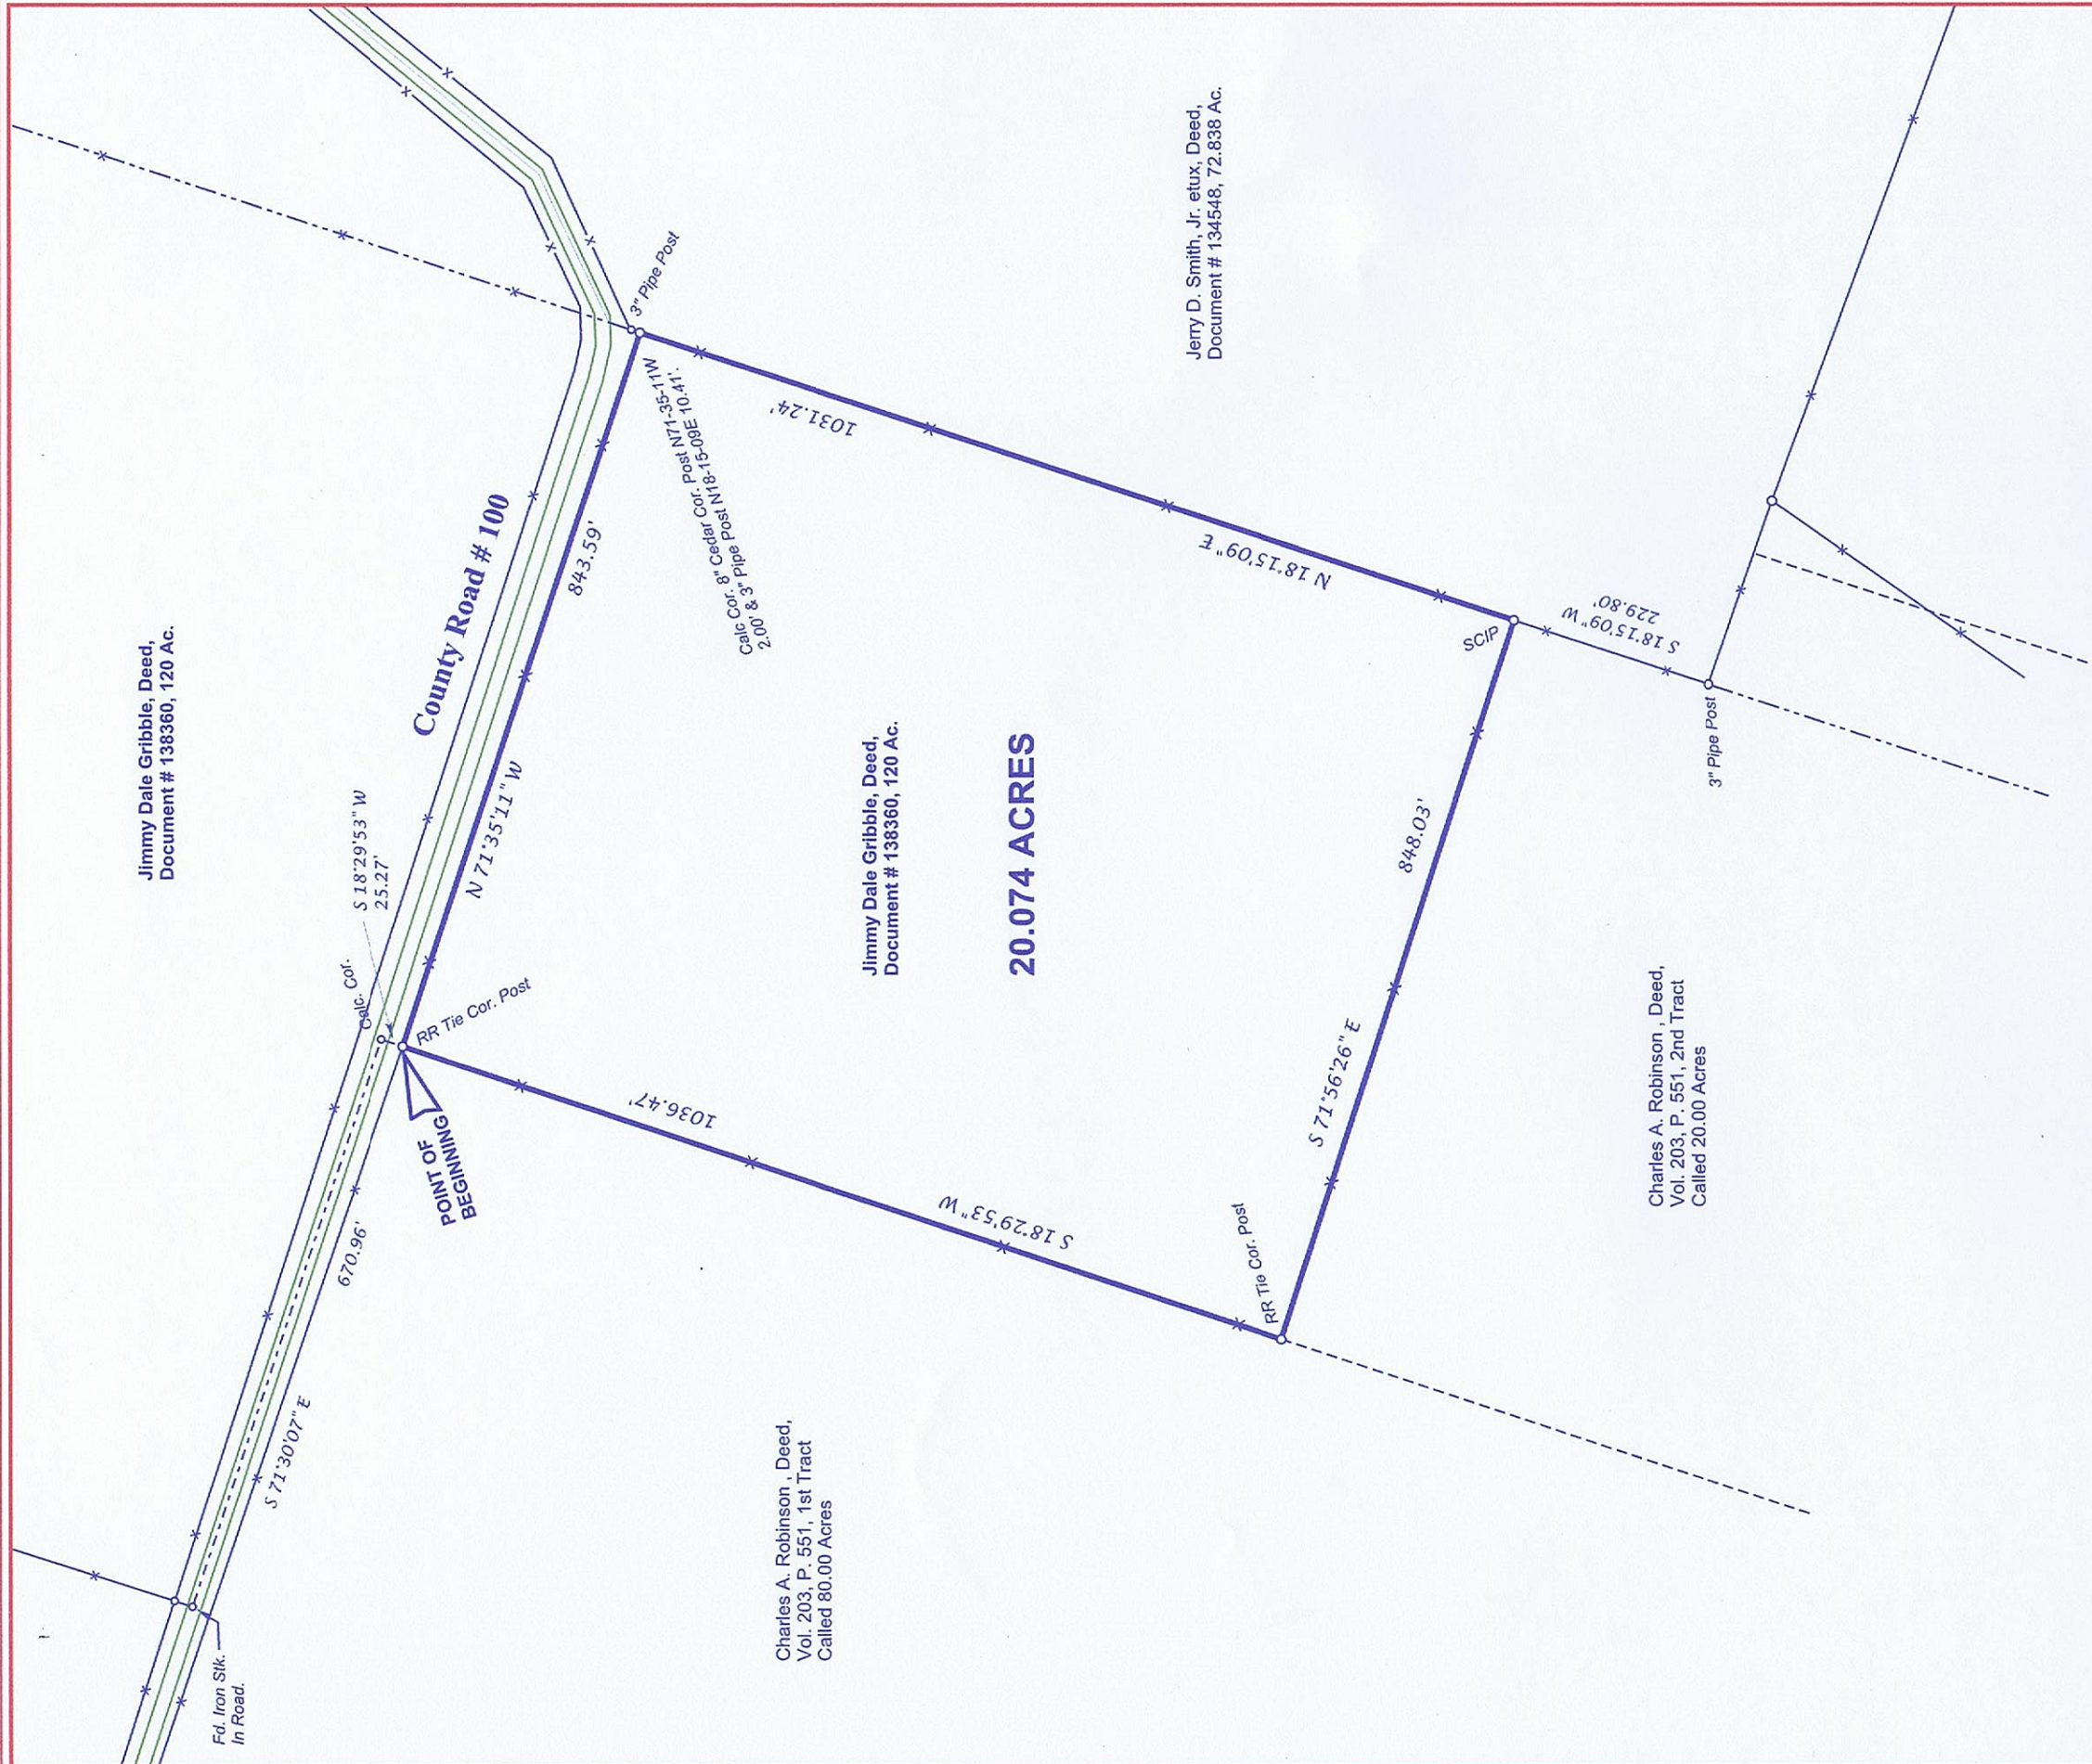 Jimmy Dale Gribble, Deed,
Document # 138360, 120 Ac.
County Road # 100
S 18°29'53" W
25.27'
Calc. Cor.
RR Tie Cor. Post
POINT OF
BEGINNING
670.96'
S 71°30'07" E
Fd. Iron Stk.
In Road.
N 71°35'11" W
843.59'
3" Pipe Post
Calc Cor. 8" Cedar Cor. Post N71-35-11W
2.00' & 3" Pipe Post N18-15-09E 10.41'.
1031.24'
N 18°15'09" E
Jerry D. Smith, Jr. etux, Deed,
Document # 134548, 72.838 Ac.
Jimmy Dale Gribble, Deed,
Document # 138360, 120 Ac.
20.074 ACRES
1036.47'
S 18°29'53" W
RR Tie Cor. Post
S 71°56'26" E
848.03'
SCIP
S 18°15'09" W
229.80'
3" Pipe Post
Charles A. Robinson , Deed,
Vol. 203, P. 551, 1st Tract
Called 80.00 Acres
Charles A. Robinson , Deed,
Vol. 203, P. 551, 2nd Tract
Called 20.00 Acres